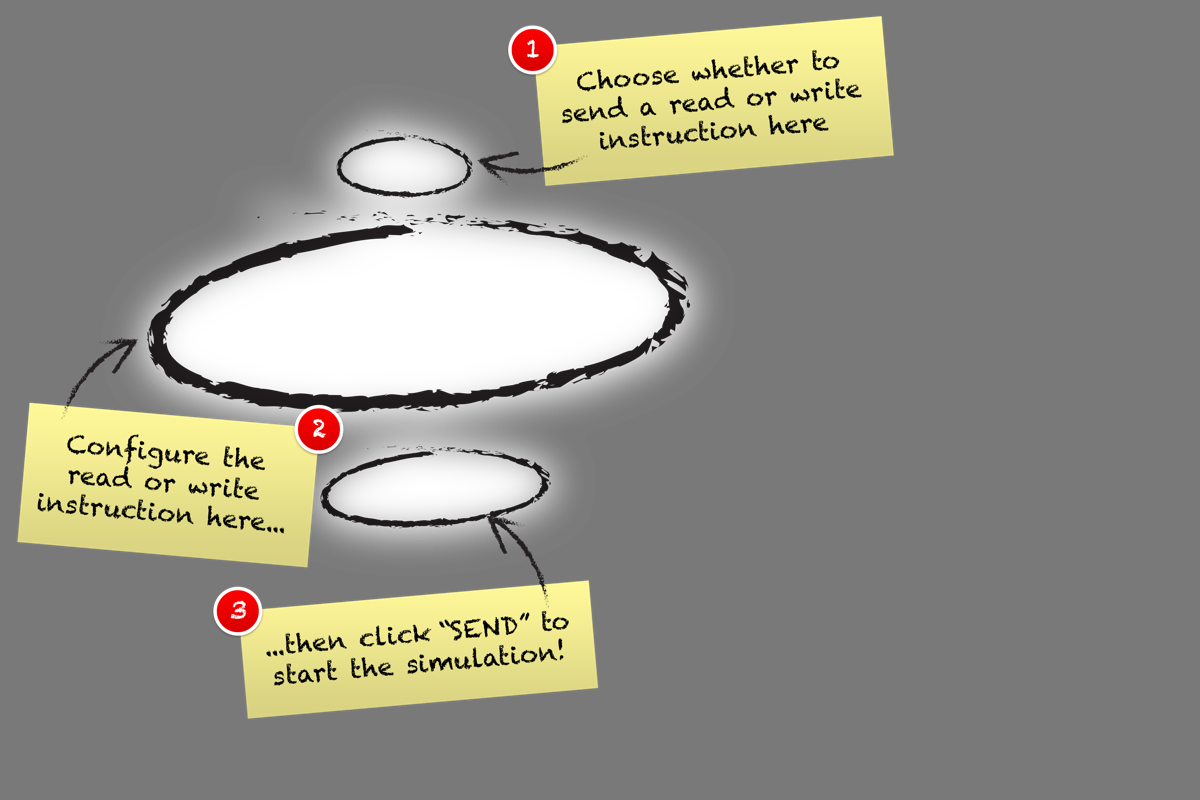 1
Choose whether to
send a read or write
instruction here
2
Configure the
read or write
instruction here...
3
...then click “SEND” to
start the simulation!